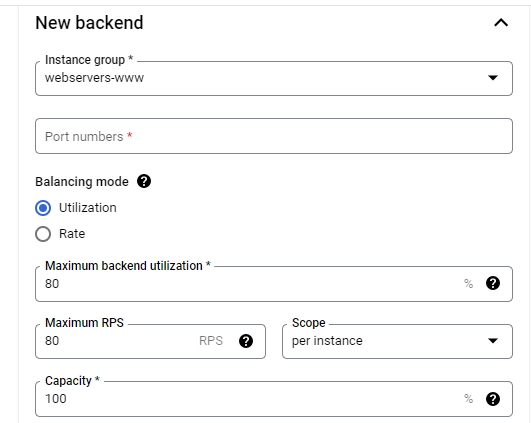 New backend
Instance group *
webservers-www
Port numbers *
Balancing mode ?
Utilization
Rate
Maximum backend utilization *
80 % ?
Maximum RPS
80 RPS ?
Scope
per instance
Capacity *
100 % ?